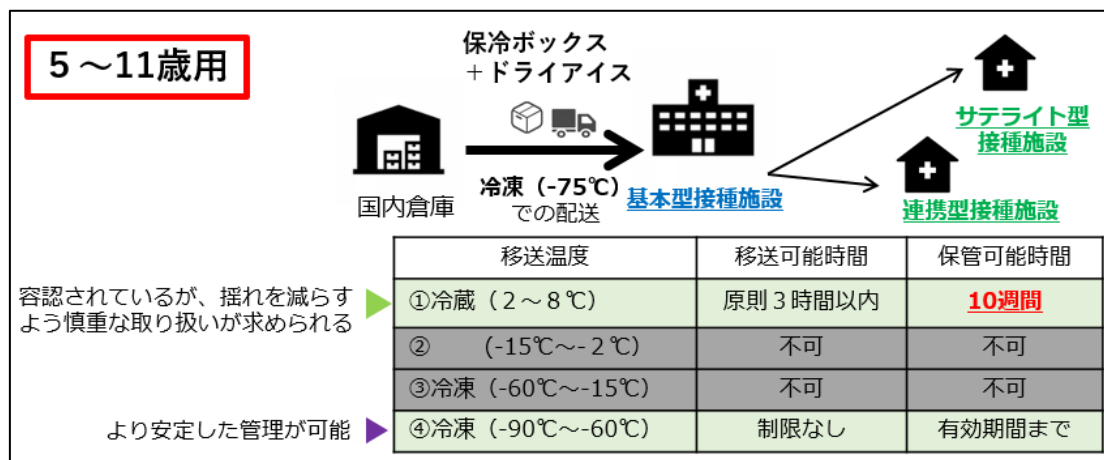 5～11歳用
保冷ボックス
＋ドライアイス
国内倉庫
冷凍（-75℃）
での配送
基本型接種施設
サテライト型
接種施設
連携型接種施設
移送温度 移送可能時間 保管可能時間
容認されているが、揺れを減らす
よう慎重な取り扱いが求められる
①冷蔵（2～8℃） 原則3時間以内 10週間
② (-15℃～-2℃) 不可 不可
③冷凍（-60℃～-15℃） 不可 不可
より安定した管理が可能
④冷凍（-90℃～-60℃） 制限なし 有効期間まで